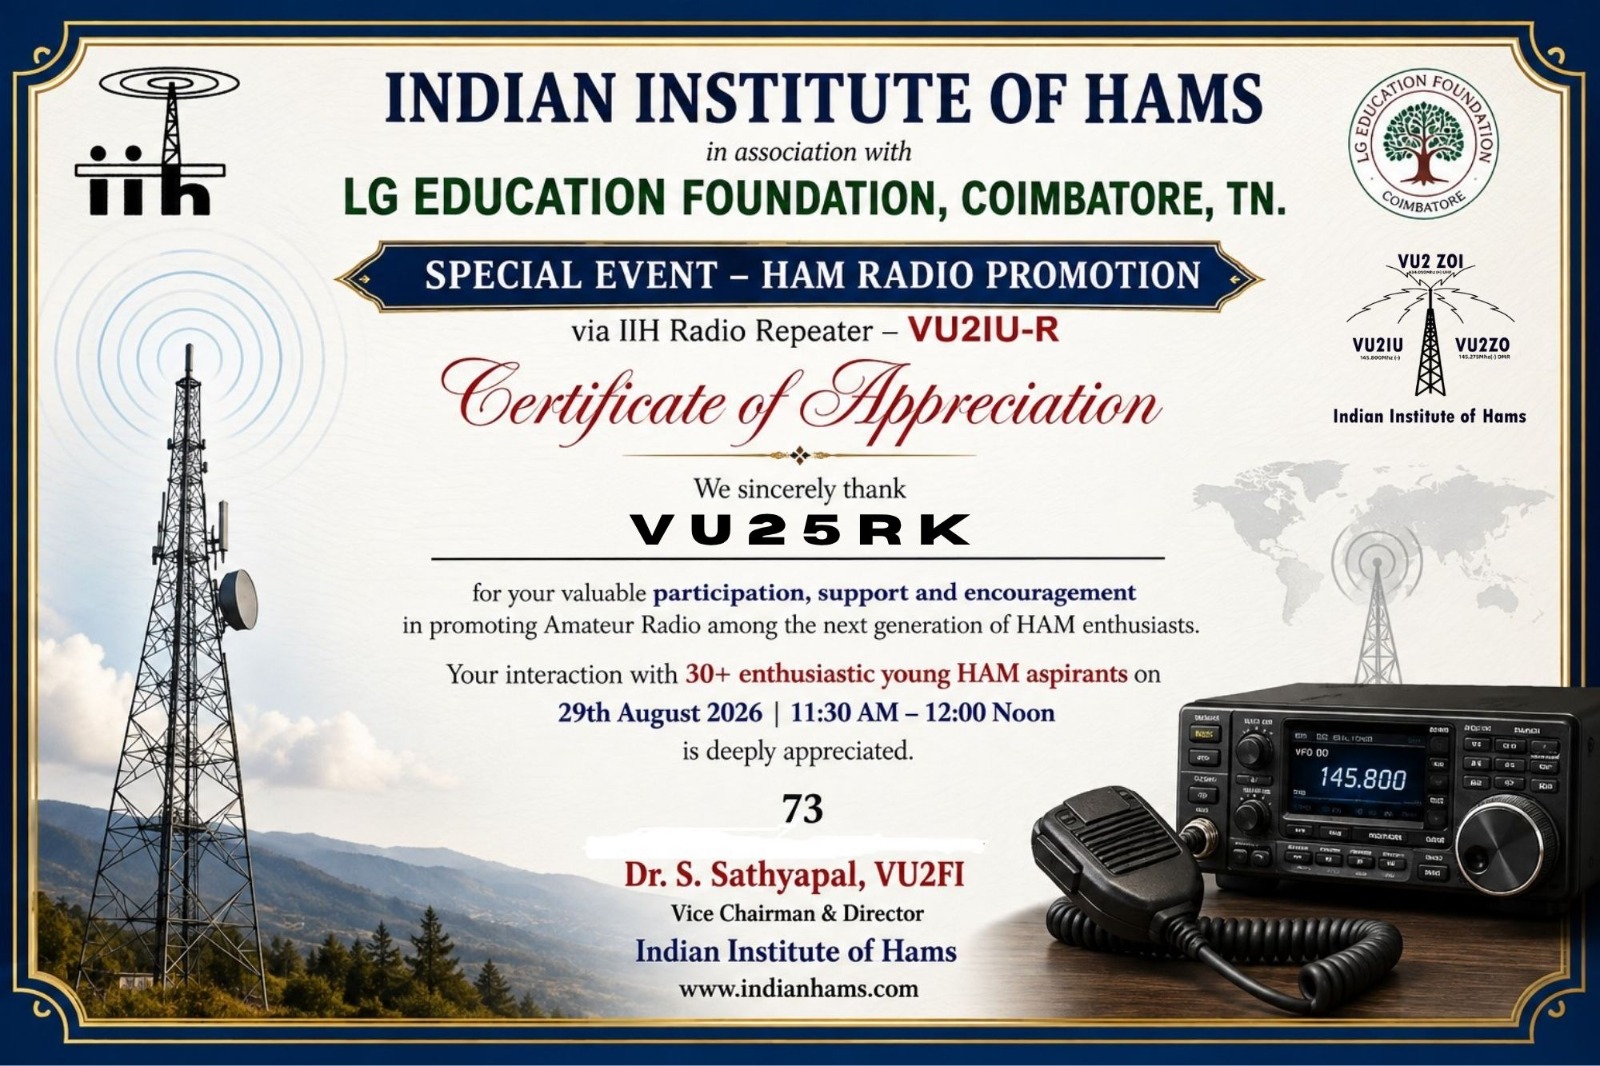 INDIAN INSTITUTE OF HAMS
in association with
LG EDUCATION FOUNDATION, COIMBATORE, TN.
iih
LG EDUCATION FOUNDATION
COIMBATORE
SPECIAL EVENT – HAM RADIO PROMOTION
via IIH Radio Repeater – VU2IU-R
VU2 ZOI
VU2IU
VU2ZO
145.800Mhz (-)
145.275Mhz(-) DMR
Indian Institute of Hams
Certificate of Appreciation
We sincerely thank
VU25RK
for your valuable participation, support and encouragement
in promoting Amateur Radio among the next generation of HAM enthusiasts.
Your interaction with 30+ enthusiastic young HAM aspirants on
29th August 2026 | 11:30 AM – 12:00 Noon
is deeply appreciated.
VFO 00
145.800
73
Dr. S. Sathyapal, VU2FI
Vice Chairman & Director
Indian Institute of Hams
www.indianhams.com